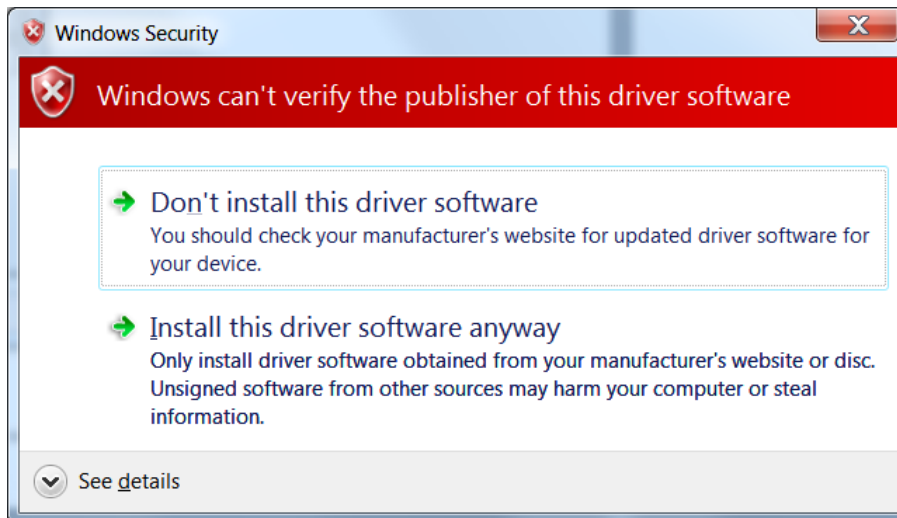 Windows Security
Windows can't verify the publisher of this driver software
Don't install this driver software
You should check your manufacturer's website for updated driver software for
your device.
Install this driver software anyway
Only install driver software obtained from your manufacturer's website or disc.
Unsigned software from other sources may harm your computer or steal
information.
See details